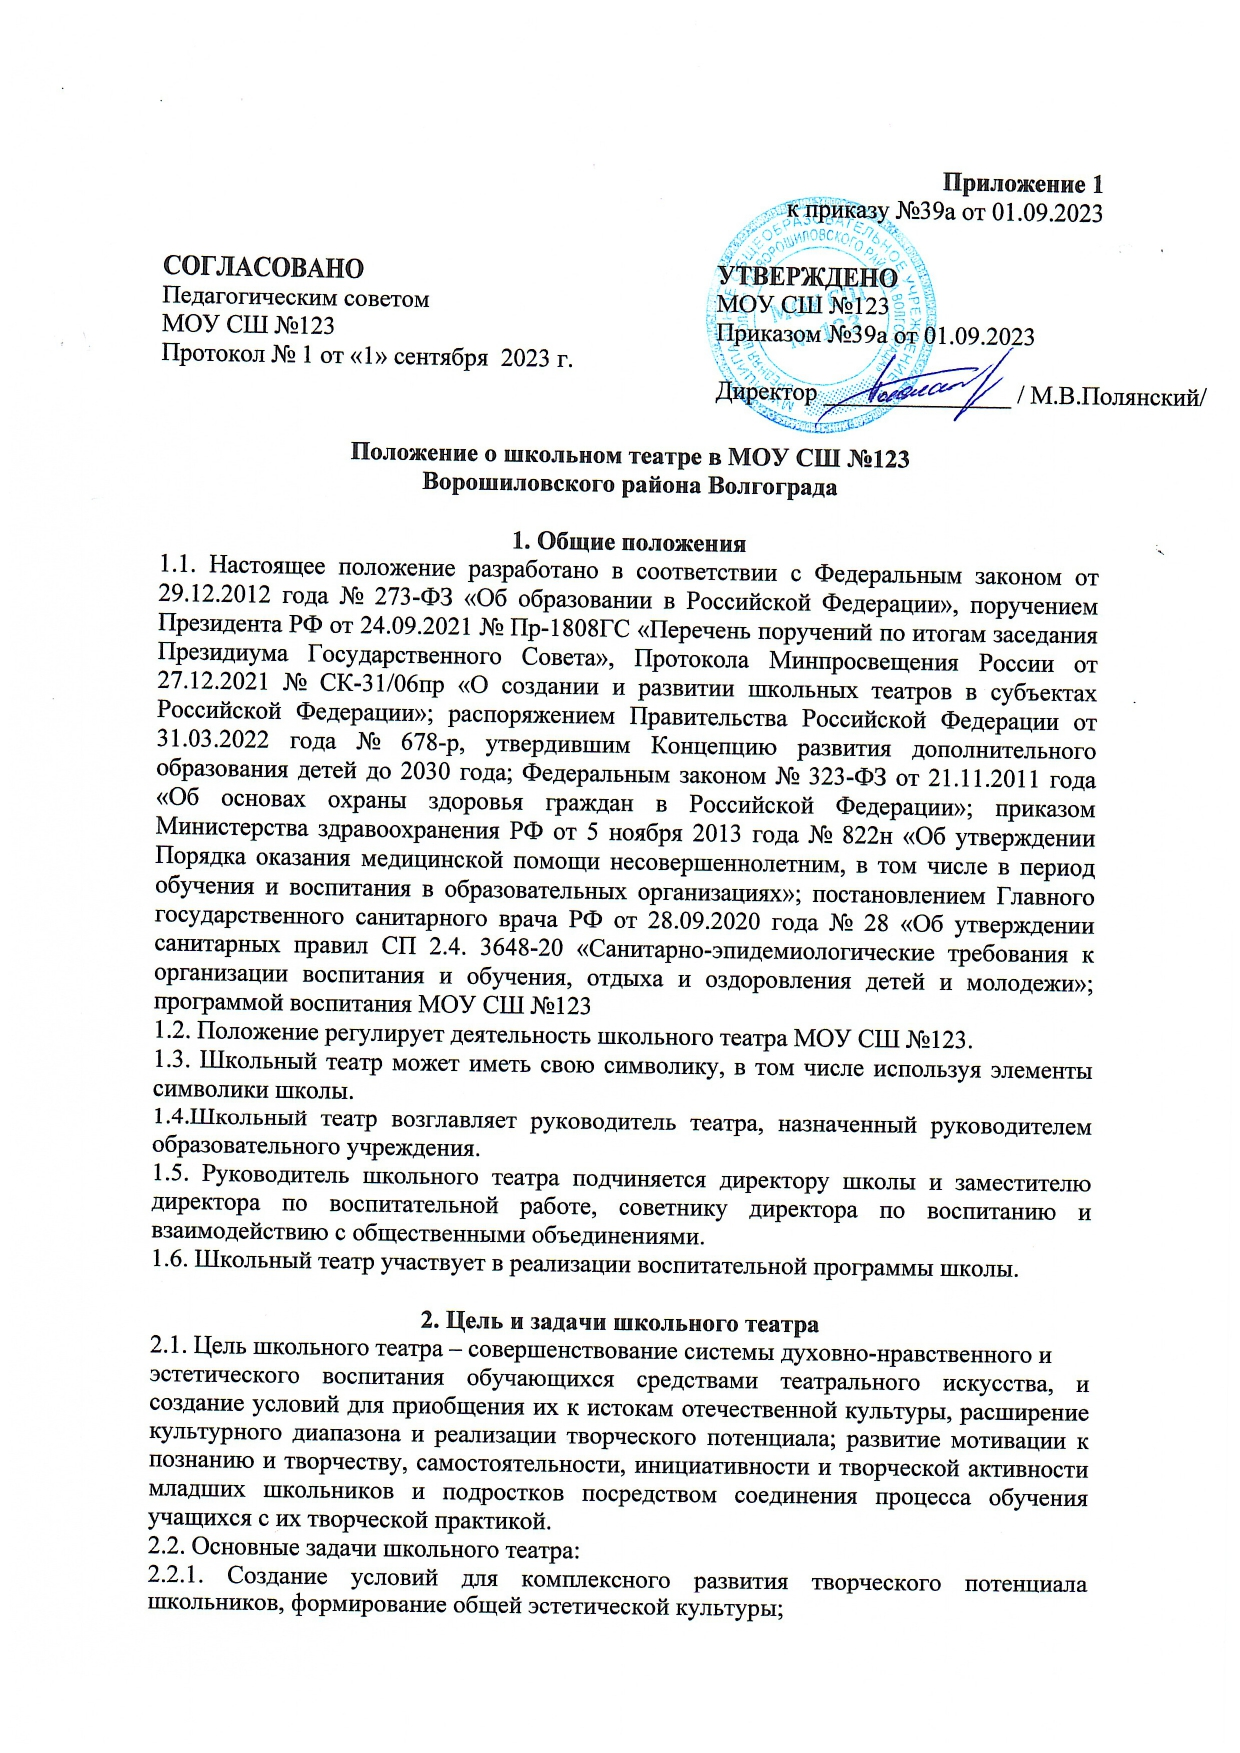 Приложение 1
к приказу №39а от 01.09.2023
СОГЛАСОВАНО
Педагогическим советом
МОУ СШ №123
Протокол № 1 от «1» сентября 2023 г.
УТВЕРЖДЕНО
МОУ СШ №123
Приказом №39а от 01.09.2023
Директор _______________ / М.В.Полянский/
МОУ СШ
№ 123
Положение о школьном театре в МОУ СШ №123
Ворошиловского района Волгограда
1. Общие положения
1.1. Настоящее положение разработано в соответствии с Федеральным законом от
29.12.2012 года № 273-ФЗ «Об образовании в Российской Федерации», поручением
Президента РФ от 24.09.2021 № Пр-1808ГС «Перечень поручений по итогам заседания
Президиума Государственного Совета», Протокола Минпросвещения России от
27.12.2021 № СК-31/06пр «О создании и развитии школьных театров в субъектах
Российской Федерации»; распоряжением Правительства Российской Федерации от
31.03.2022 года № 678-р, утвердившим Концепцию развития дополнительного
образования детей до 2030 года; Федеральным законом № 323-ФЗ от 21.11.2011 года
«Об основах охраны здоровья граждан в Российской Федерации»; приказом
Министерства здравоохранения РФ от 5 ноября 2013 года № 822н «Об утверждении
Порядка оказания медицинской помощи несовершеннолетним, в том числе в период
обучения и воспитания в образовательных организациях»; постановлением Главного
государственного санитарного врача РФ от 28.09.2020 года № 28 «Об утверждении
санитарных правил СП 2.4. 3648-20 «Санитарно-эпидемиологические требования к
организации воспитания и обучения, отдыха и оздоровления детей и молодежи»;
программой воспитания МОУ СШ №123
1.2. Положение регулирует деятельность школьного театра МОУ СШ №123.
1.3. Школьный театр может иметь свою символику, в том числе используя элементы
символики школы.
1.4.Школьный театр возглавляет руководитель театра, назначенный руководителем
образовательного учреждения.
1.5. Руководитель школьного театра подчиняется директору школы и заместителю
директора по воспитательной работе, советнику директора по воспитанию и
взаимодействию с общественными объединениями.
1.6. Школьный театр участвует в реализации воспитательной программы школы.
2. Цель и задачи школьного театра
2.1. Цель школьного театра – совершенствование системы духовно-нравственного и
эстетического воспитания обучающихся средствами театрального искусства, и
создание условий для приобщения их к истокам отечественной культуры, расширение
культурного диапазона и реализации творческого потенциала; развитие мотивации к
познанию и творчеству, самостоятельности, инициативности и творческой активности
младших школьников и подростков посредством соединения процесса обучения
учащихся с их творческой практикой.
2.2. Основные задачи школьного театра:
2.2.1. Создание условий для комплексного развития творческого потенциала
школьников, формирование общей эстетической культуры;